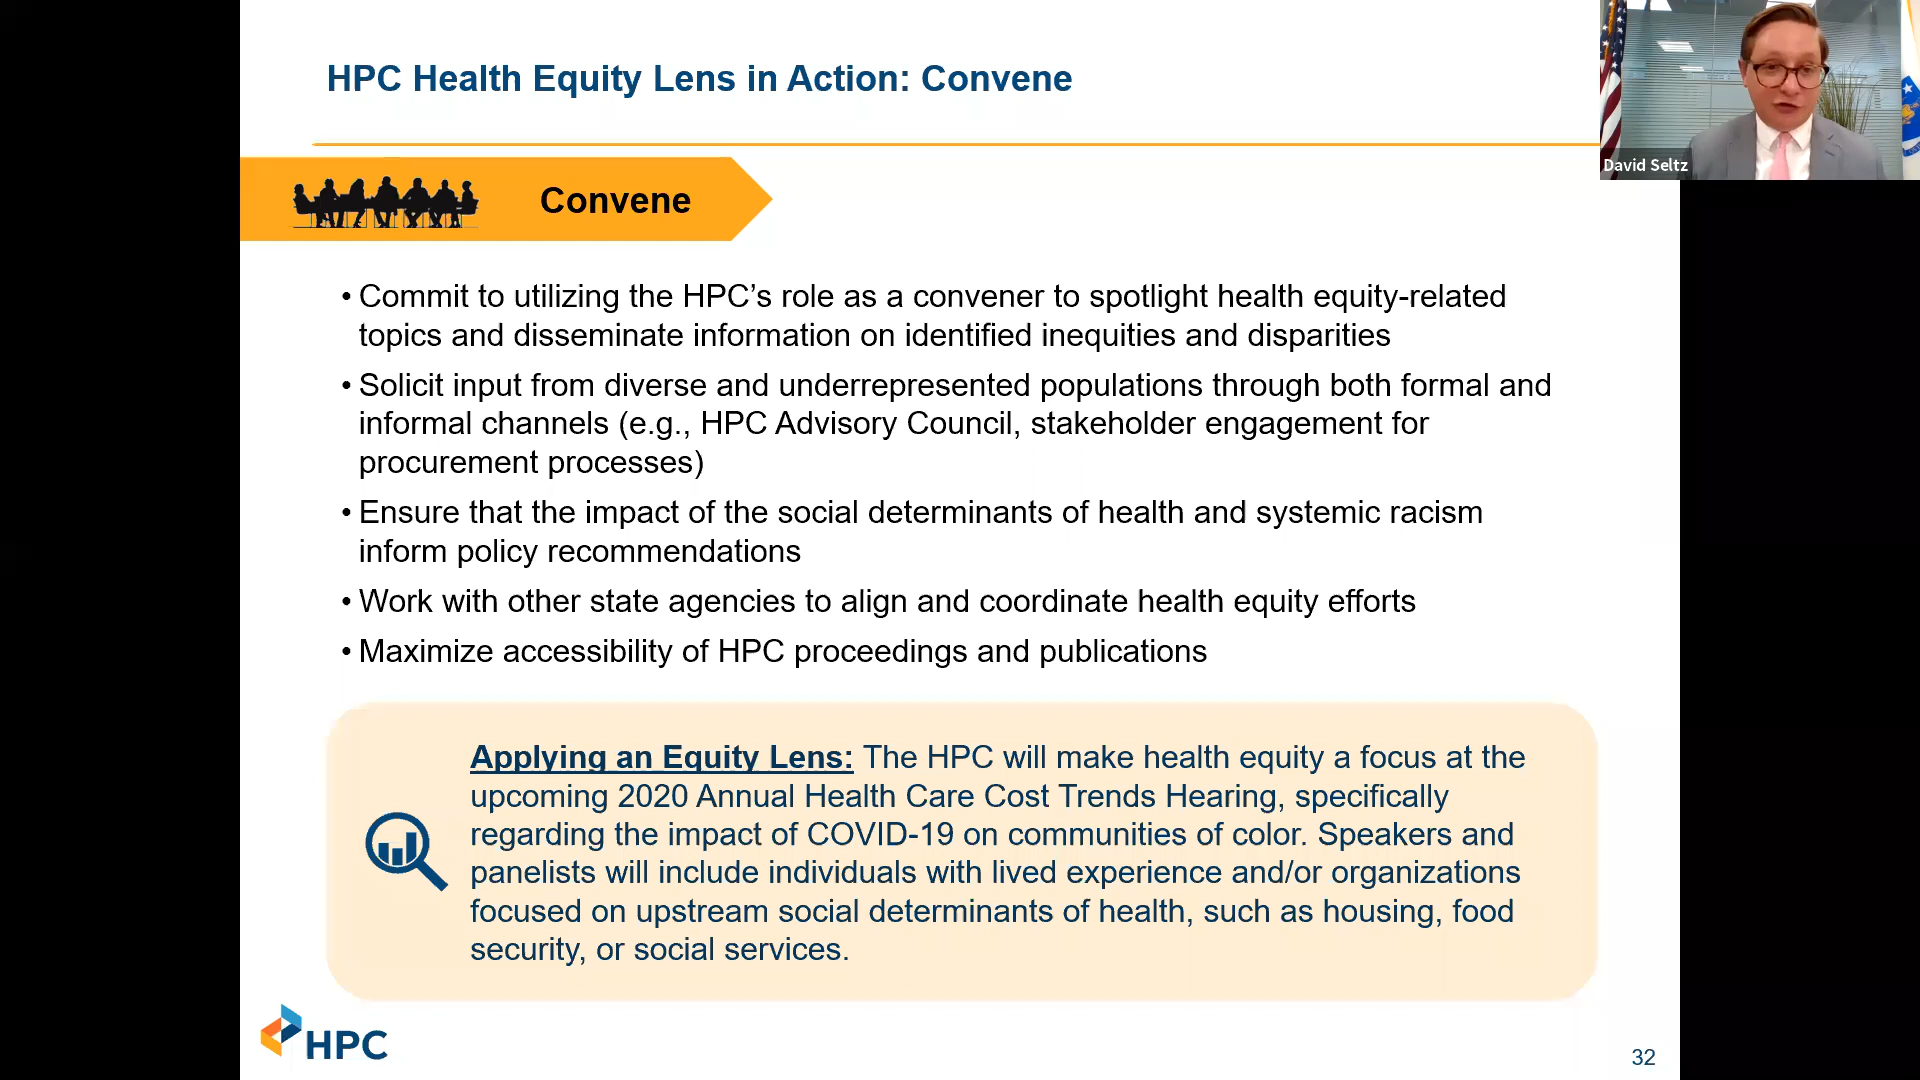 HPC Health Equity Lens in Action: Convene
David Seltz
Convene
• Commit to utilizing the HPC’s role as a convener to spotlight health equity-related
topics and disseminate information on identified inequities and disparities
• Solicit input from diverse and underrepresented populations through both formal and
informal channels (e.g., HPC Advisory Council, stakeholder engagement for
procurement processes)
• Ensure that the impact of the social determinants of health and systemic racism
inform policy recommendations
• Work with other state agencies to align and coordinate health equity efforts
• Maximize accessibility of HPC proceedings and publications
Applying an Equity Lens: The HPC will make health equity a focus at the
upcoming 2020 Annual Health Care Cost Trends Hearing, specifically
regarding the impact of COVID-19 on communities of color. Speakers and
panelists will include individuals with lived experience and/or organizations
focused on upstream social determinants of health, such as housing, food
security, or social services.
HPC
32